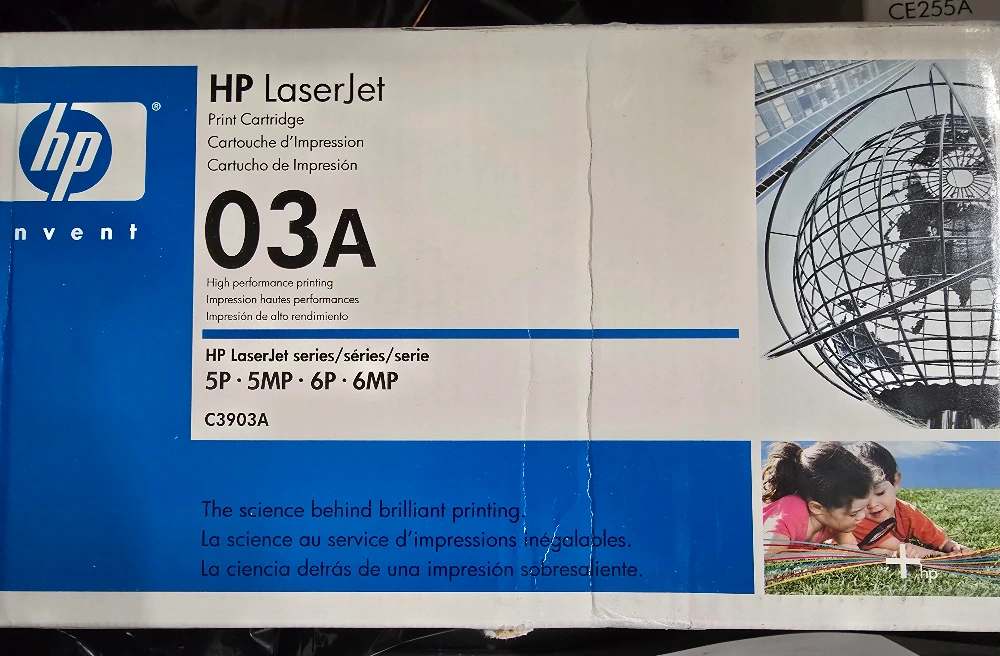 CE255A
hp®
nvent
HP LaserJet
Print Cartridge
Cartouche d'Impression
Cartucho de Impresión
03A
High performance printing
Impression hautes performances
Impresión de alto rendimiento
HP LaserJet series/séries/serie
5P · 5MP · 6P · 6MP
C3903A
The science behind brilliant printing.
La science au service d'impressions inégalables.
La ciencia detrás de una impresión sobresaliente.
+hp